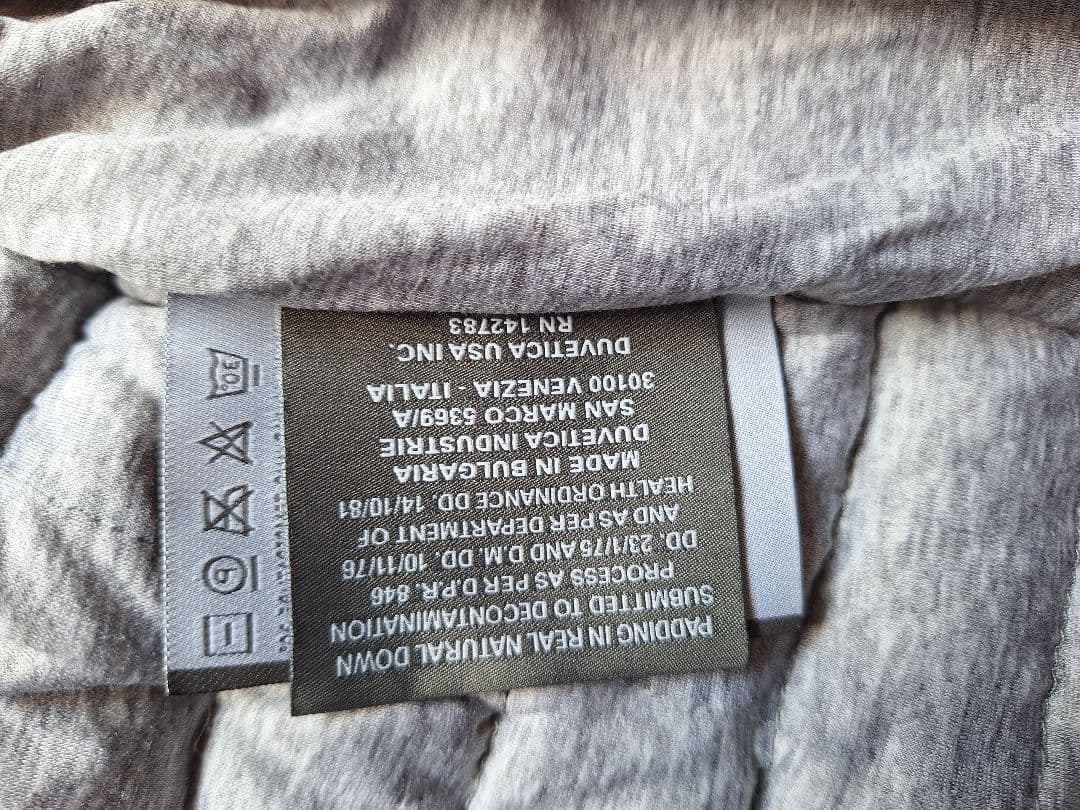 PADDING IN REAL NATURAL DOWN
SUBMITTED TO DECONTAMINATION
PROCESS AS PER D.P.R. 846
DD. 23/1/75 AND D.M. DD. 10/11/76
AND AS PER DEPARTMENT OF
HEALTH ORDINANCE DD. 14/10/81
MADE IN BULGARIA
DUVETICA INDUSTRIE
SAN MARCO 5369/A
30100 VENEZIA - ITALIA
DUVETICA USA INC.
RN 142783
30